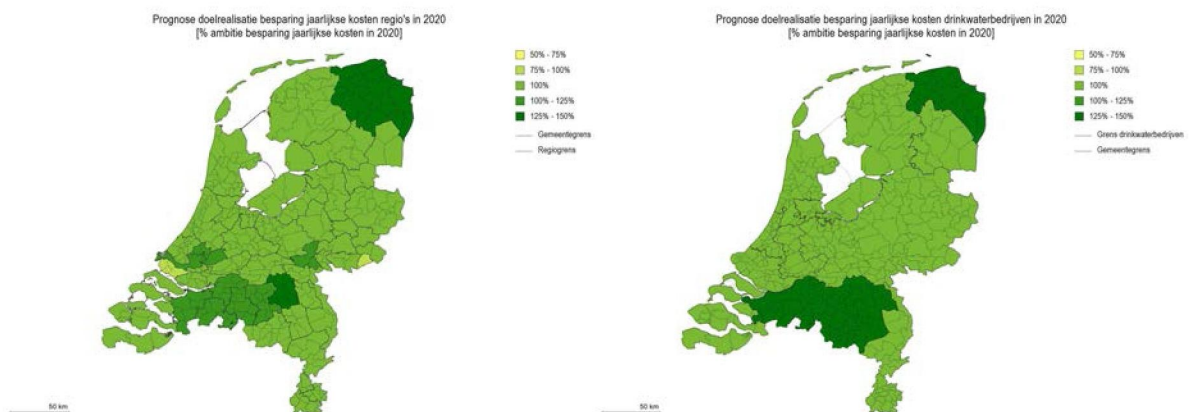 Prognose doelrealisatie besparing jaarlijkse kosten regio's in 2020
[% ambitie besparing jaarlijkse kosten in 2020]
50% - 75%
75% - 100%
100%
100% - 125%
125% - 150%
Gemeentegrens
Regiogrens
50 km
Prognose doelrealisatie besparing jaarlijkse kosten drinkwaterbedrijven in 2020
[% ambitie besparing jaarlijkse kosten in 2020]
50% - 75%
75% - 100%
100%
100% - 125%
125% - 150%
Grens drinkwaterbedrijven
Gemeentegrens
50 km